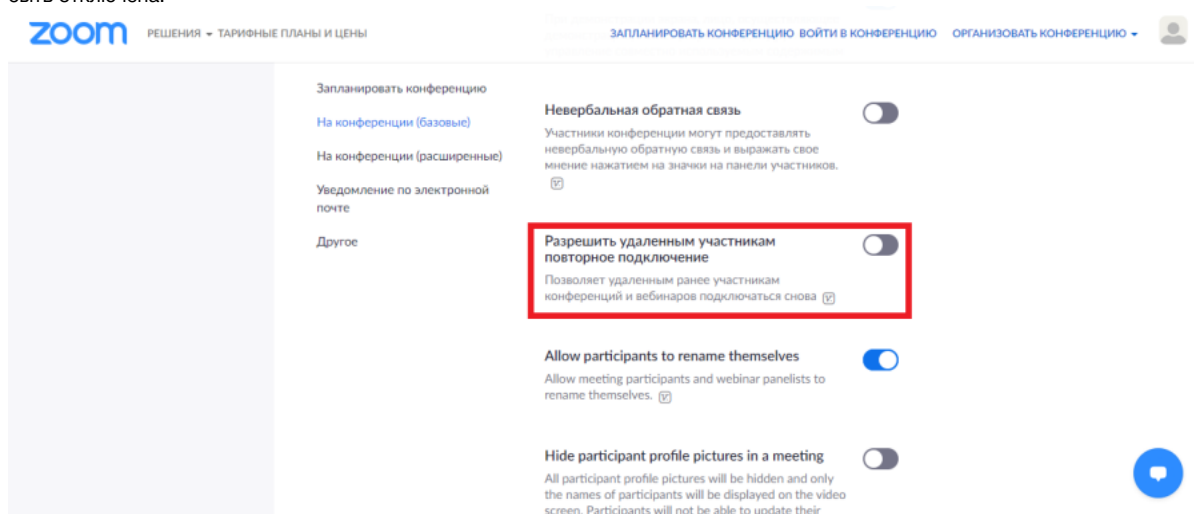 быть отключена.
zoom РЕШЕНИЯ ТАРИФНЫЕ ПЛАНЫ И ЦЕНЫ ЗАПЛАНИРОВАТЬ КОНФЕРЕНЦИЮ ВОЙТИ В КОНФЕРЕНЦИЮ ОРГАНИЗОВАТЬ КОНФЕРЕНЦИЮ
Запланировать конференцию
На конференции (базовые)
На конференции (расширенные)
Уведомление по электронной
почте
Другое
Невербальная обратная связь
Участники конференции могут предоставлять
невербальную обратную связь и выражать свое
мнение нажатием на значки на панели участников.
Разрешить удаленным участникам
повторное подключение
Позволяет удаленным ранее участникам
конференций и вебинаров подключаться снова
Allow participants to rename themselves
Allow meeting participants and webinar panelists to
rename themselves.
Hide participant profile pictures in a meeting
All participant profile pictures will be hidden and only
the names of participants will be displayed on the video
screen. Participants will not be able to update their